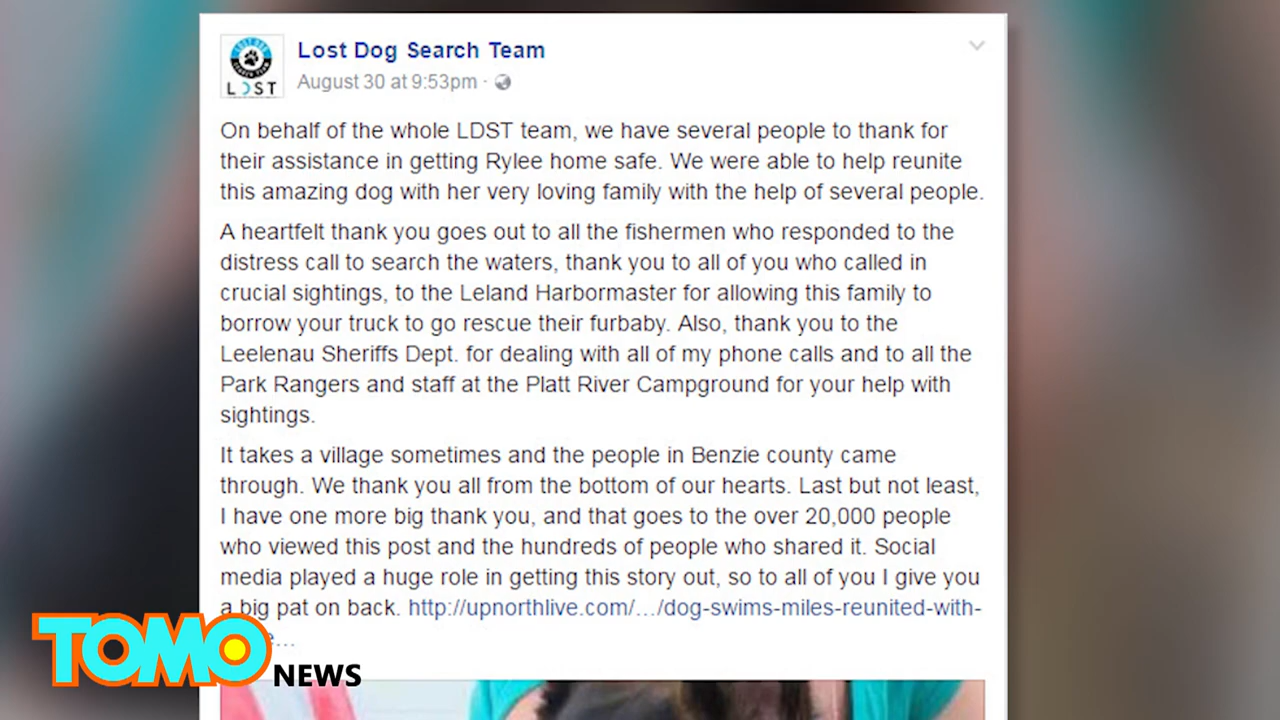 Lost Dog Search Team
LDST
August 30 at 9:53pm ·
On behalf of the whole LDST team, we have several people to thank for
their assistance in getting Rylee home safe. We were able to help reunite
this amazing dog with her very loving family with the help of several people.
A heartfelt thank you goes out to all the fishermen who responded to the
distress call to search the waters, thank you to all of you who called in
crucial sightings, to the Leland Harbormaster for allowing this family to
borrow your truck to go rescue their furbaby. Also, thank you to the
Leelenau Sheriffs Dept. for dealing with all of my phone calls and to all the
Park Rangers and staff at the Platt River Campground for your help with
sightings.
It takes a village sometimes and the people in Benzie county came
through. We thank you all from the bottom of our hearts. Last but not least,
I have one more big thank you, and that goes to the over 20,000 people
who viewed this post and the hundreds of people who shared it. Social
media played a huge role in getting this story out, so to all of you I give you
a big pat on back. http://upnorthlive.com/…/dog-swims-miles-reunited-with-
e…
TOMO
NEWS